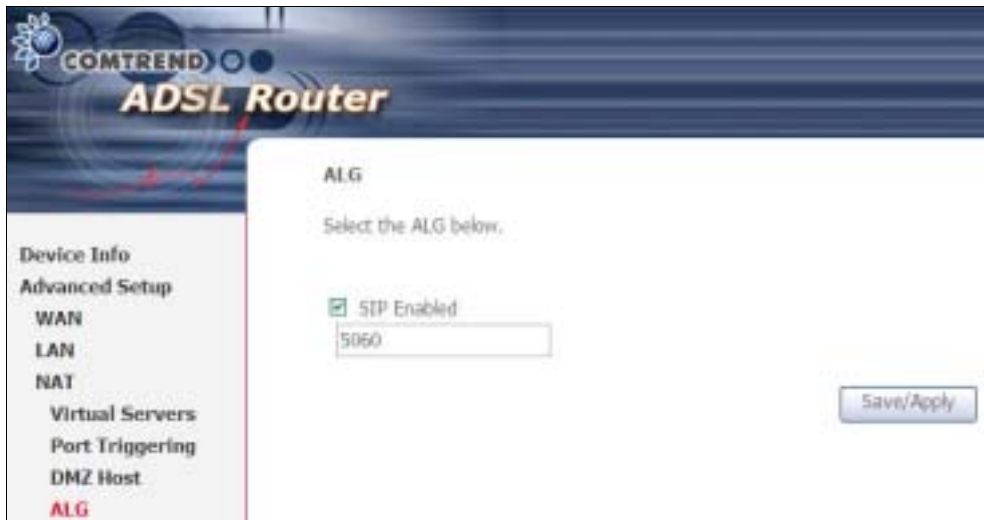 COMTREND
ADSL Router
ALG
Select the ALG below.
SIP Enabled
5060
Save/Apply
Device Info
Advanced Setup
WAN
LAN
NAT
Virtual Servers
Port Triggering
DMZ Host
ALG